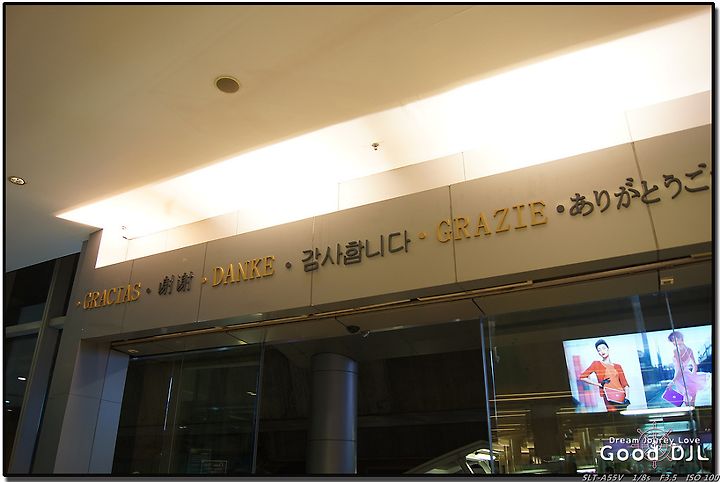 • GRACIAS • 謝謝 • DANKE • 감사합니다 • GRAZIE • ありがとうご
Dream Jourey Love
Good DJL
SLT-A55V 1/8s F3.5 ISO 100